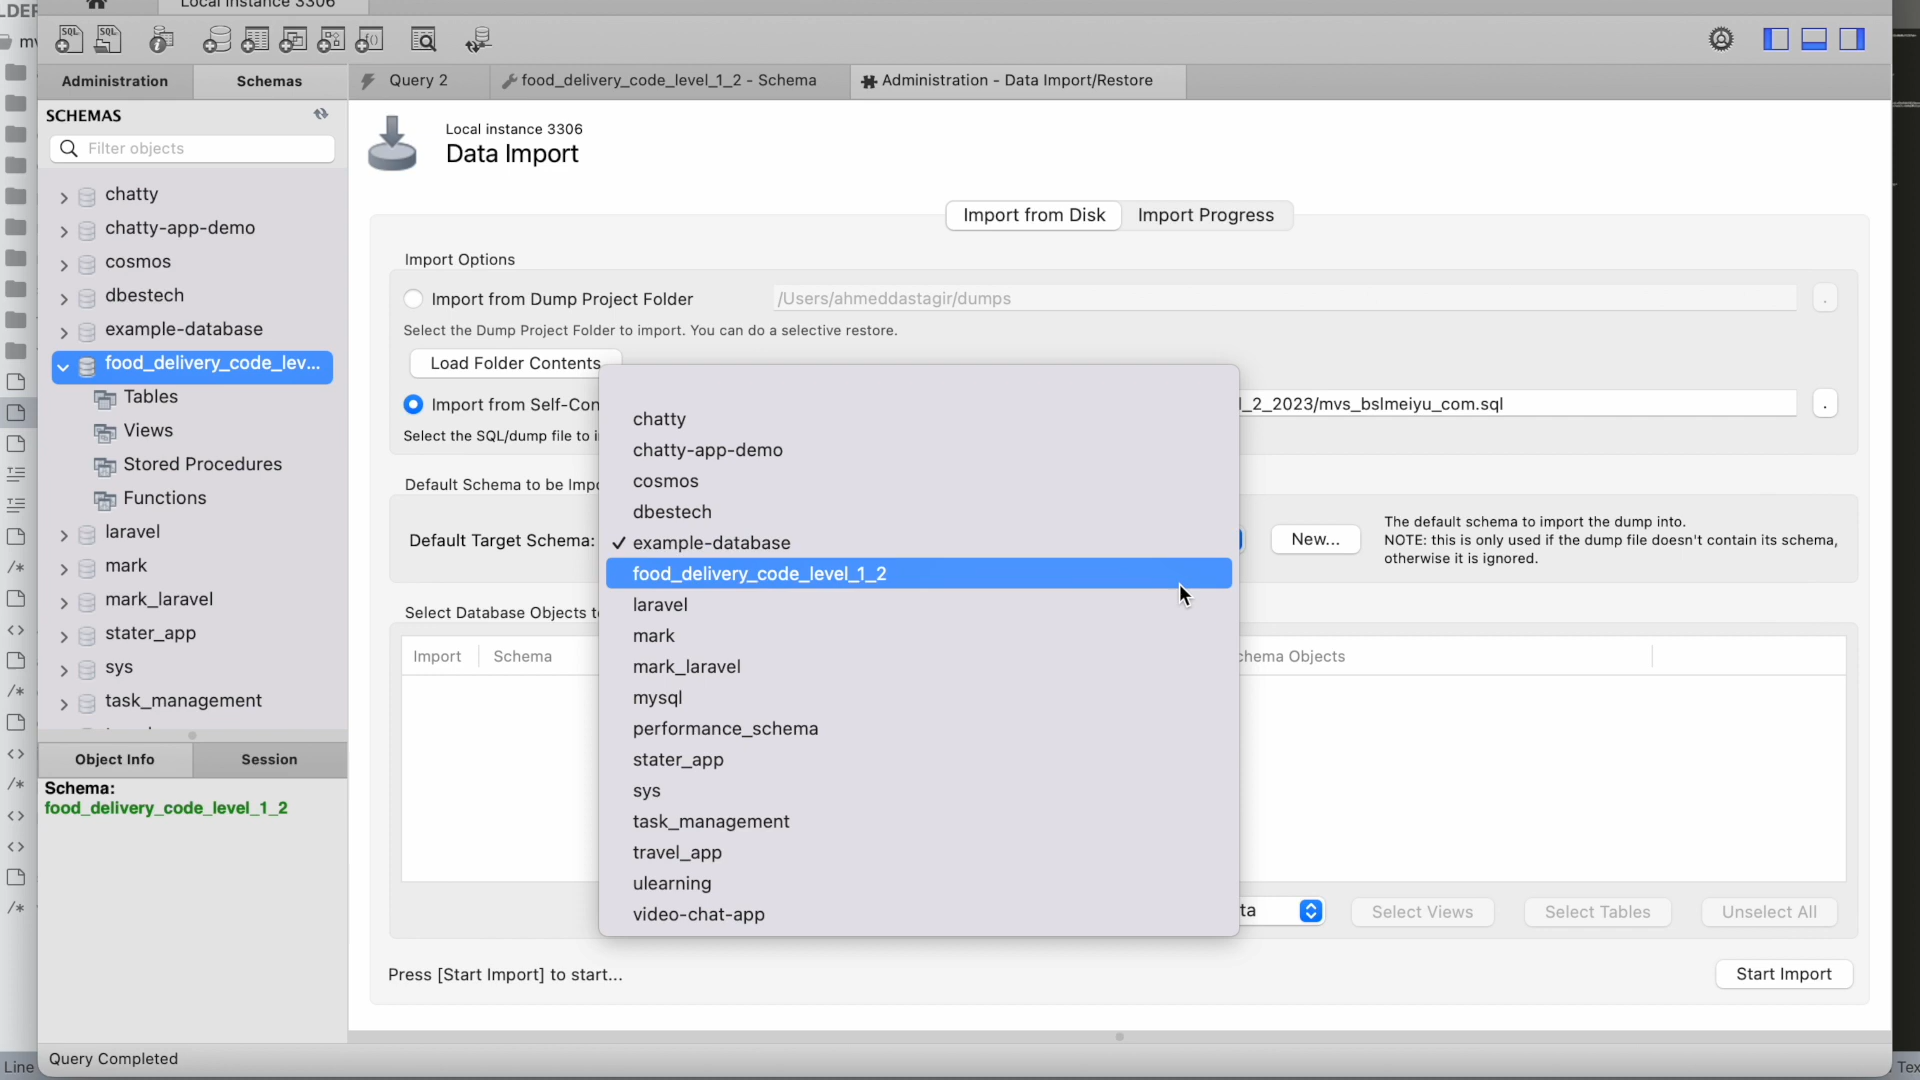 Local instance 3306
Administration
Schemas
Query 2
food_delivery_code_level_1_2 - Schema
Administration - Data Import/Restore
SCHEMAS
Filter objects
chatty
chatty-app-demo
cosmos
dbestech
example-database
food_delivery_code_lev...
Tables
Views
Stored Procedures
Functions
laravel
mark
mark_laravel
stater_app
sys
task_management
Object Info
Session
Schema:
food_delivery_code_level_1_2
Query Completed
Line
Local instance 3306
Data Import
Import from Disk
Import Progress
Import Options
Import from Dump Project Folder
/Users/ahmeddastagir/dumps
.
Select the Dump Project Folder to import. You can do a selective restore.
Load Folder Contents
Import from Self-Con
l_2_2023/mvs_bslmeiyu_com.sql
.
Select the SQL/dump file to i
Default Schema to be Impo
Default Target Schema:
New...
The default schema to import the dump into.
NOTE: this is only used if the dump file doesn't contain its schema,
otherwise it is ignored.
chatty
chatty-app-demo
cosmos
dbestech
✓ example-database
food_delivery_code_level_1_2
laravel
mark
mark_laravel
mysql
performance_schema
stater_app
sys
task_management
travel_app
ulearning
video-chat-app
Select Database Objects t
Import
Schema
chema Objects
ta
Select Views
Select Tables
Unselect All
Press [Start Import] to start...
Start Import
Tex